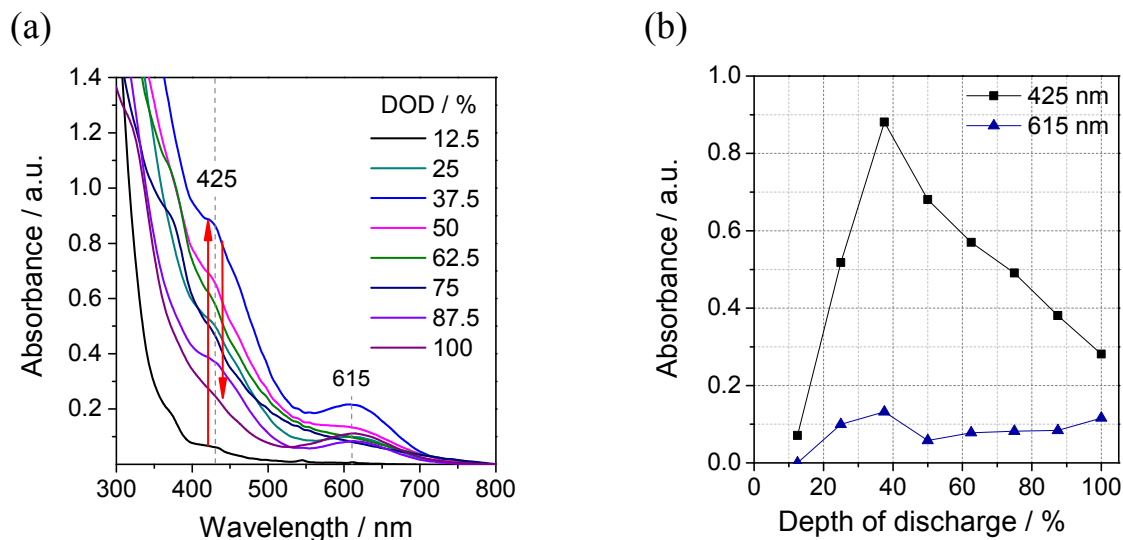 (a)
1.4
1.2
1.0
0.8
0.6
0.4
0.2
Absorbance / a.u.
300 400 500 600 700 800
Wavelength / nm
425
615
DOD / %
12.5
25
37.5
50
62.5
75
87.5
100
(b)
1.0
0.8
0.6
0.4
0.2
0.0
Absorbance / a.u.
0 20 40 60 80 100
Depth of discharge / %
425 nm
615 nm